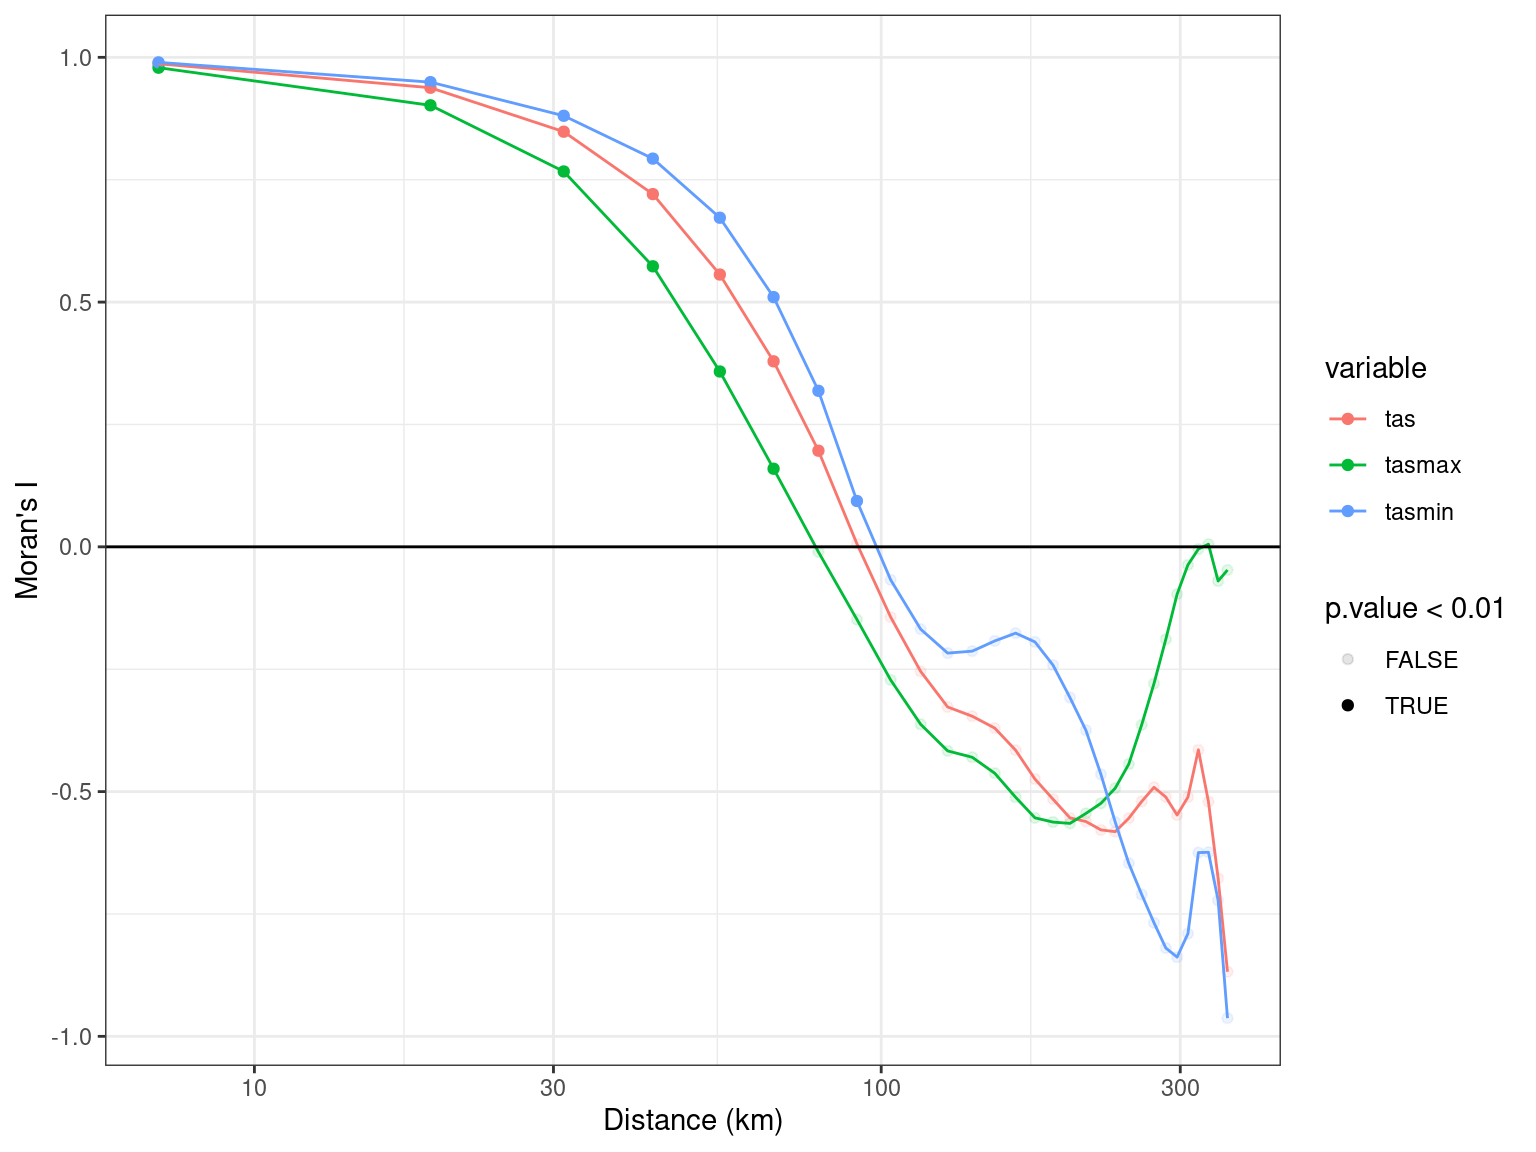 1.0
0.5
0.0
-0.5
-1.0
Moran's I
10
30
100
300
Distance (km)
variable
tas
tasmax
tasmin
p.value < 0.01
FALSE
TRUE